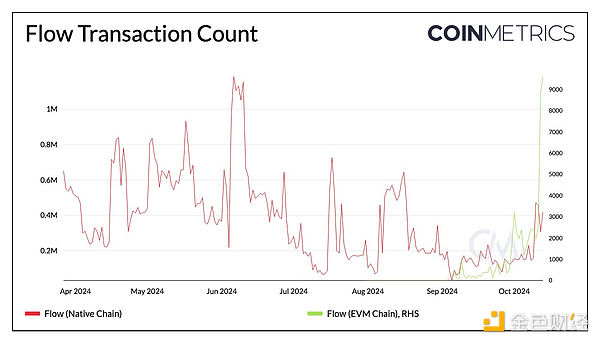 Flow Transaction Count
COINMETRICS
1M
0.8M
0.6M
0.4M
0.2M
9000
8000
7000
6000
5000
4000
3000
2000
1000
0
Apr 2024 May 2024 Jun 2024 Jul 2024 Aug 2024 Sep 2024 Oct 2024
Flow (Native Chain) Flow (EVM Chain), RHS
金色财经